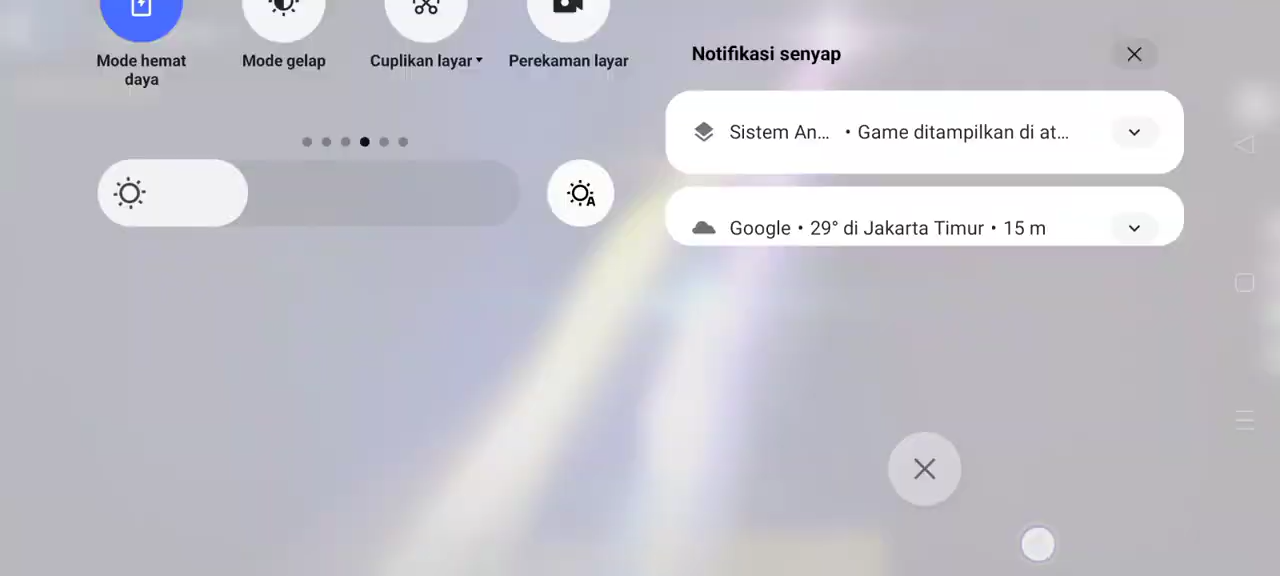 Mode hemat
daya
Mode gelap
Cuplikan layar
Perekaman layar
Notifikasi senyap
Sistem An... • Game ditampilkan di at...
Google • 29° di Jakarta Timur • 15 m
A